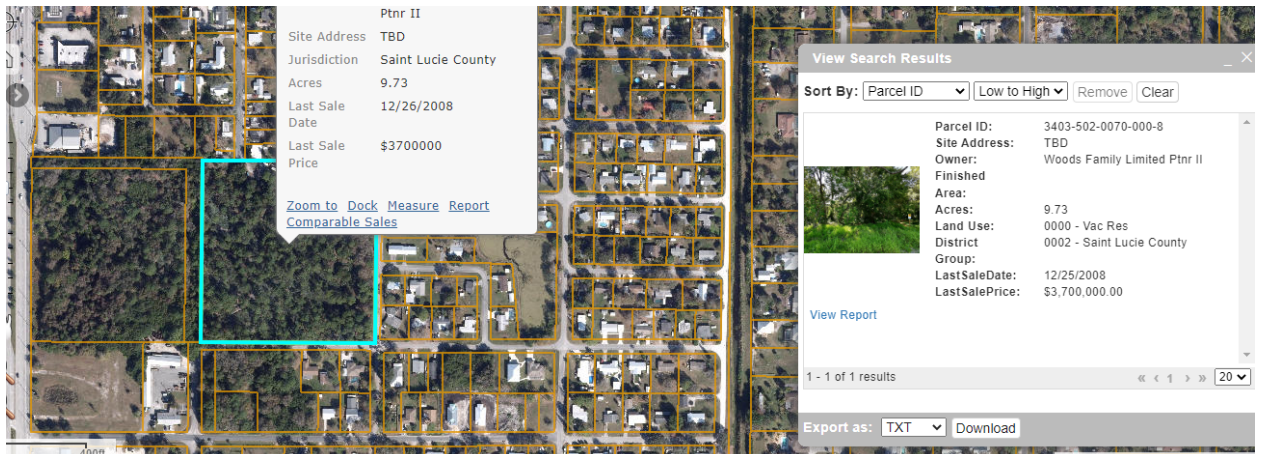 Ptnr II
Site Address TBD
Jurisdiction Saint Lucie County
Acres 9.73
Last Sale 12/26/2008
Date
Last Sale $3700000
Price
Zoom to Dock Measure Report
Comparable Sales
View Search Results
Sort By: Parcel ID Low to High Remove Clear
Parcel ID: 3403-502-0070-000-8
Site Address: TBD
Owner: Woods Family Limited Ptnr II
Finished
Area:
Acres: 9.73
Land Use: 0000 - Vac Res
District 0002 - Saint Lucie County
Group:
LastSaleDate: 12/25/2008
LastSalePrice: $3,700,000.00
View Report
1 - 1 of 1 results « ‹ 1 › » 20
Export as: TXT Download